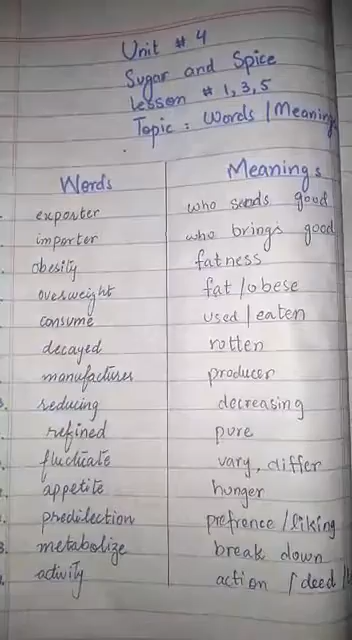 Unit # 4
Sugar and Spice
Lesson # 1, 3, 5
Topic : Words / Meanings
Words Meanings
exporter who sends good
importer who brings good
obesity fatness
overweight fat / obese
consume used / eaten
decayed rotten
manufactures producer
reducing decreasing
refined pure
fluctuate vary, differ
appetite hunger
predilection prefrence / liking
metabolize break down
activity action / deed /